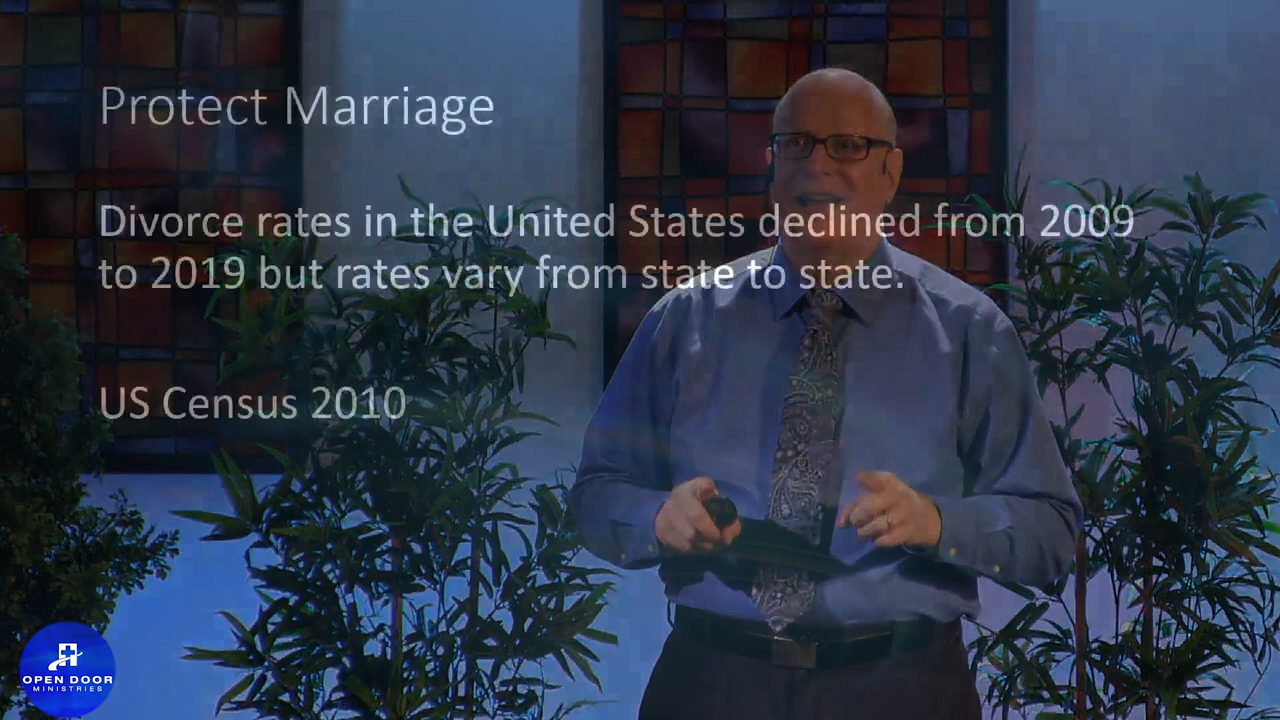 Protect Marriage
Divorce rates in the United States declined from 2009
to 2019 but rates vary from state to state.
US Census 2010
OPEN DOOR
MINISTRIES